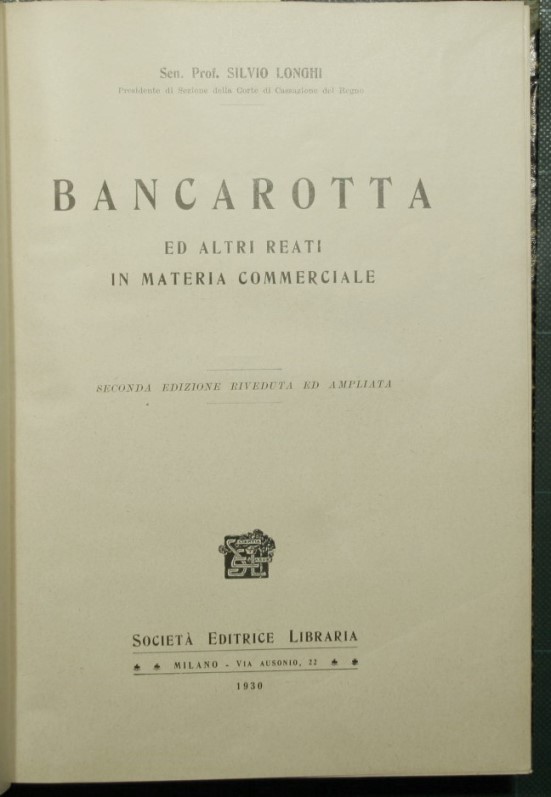 Sen. Prof. SILVIO LONGHI
Presidente di Sezione della Corte di Cassazione del Regno
BANCAROTTA
ED ALTRI REATI
IN MATERIA COMMERCIALE
SECONDA EDIZIONE RIVEDUTA ED AMPLIATA
SEL
SOCIETÀ EDITRICE LIBRARIA
MILANO - VIA AUSONIO, 22
1930